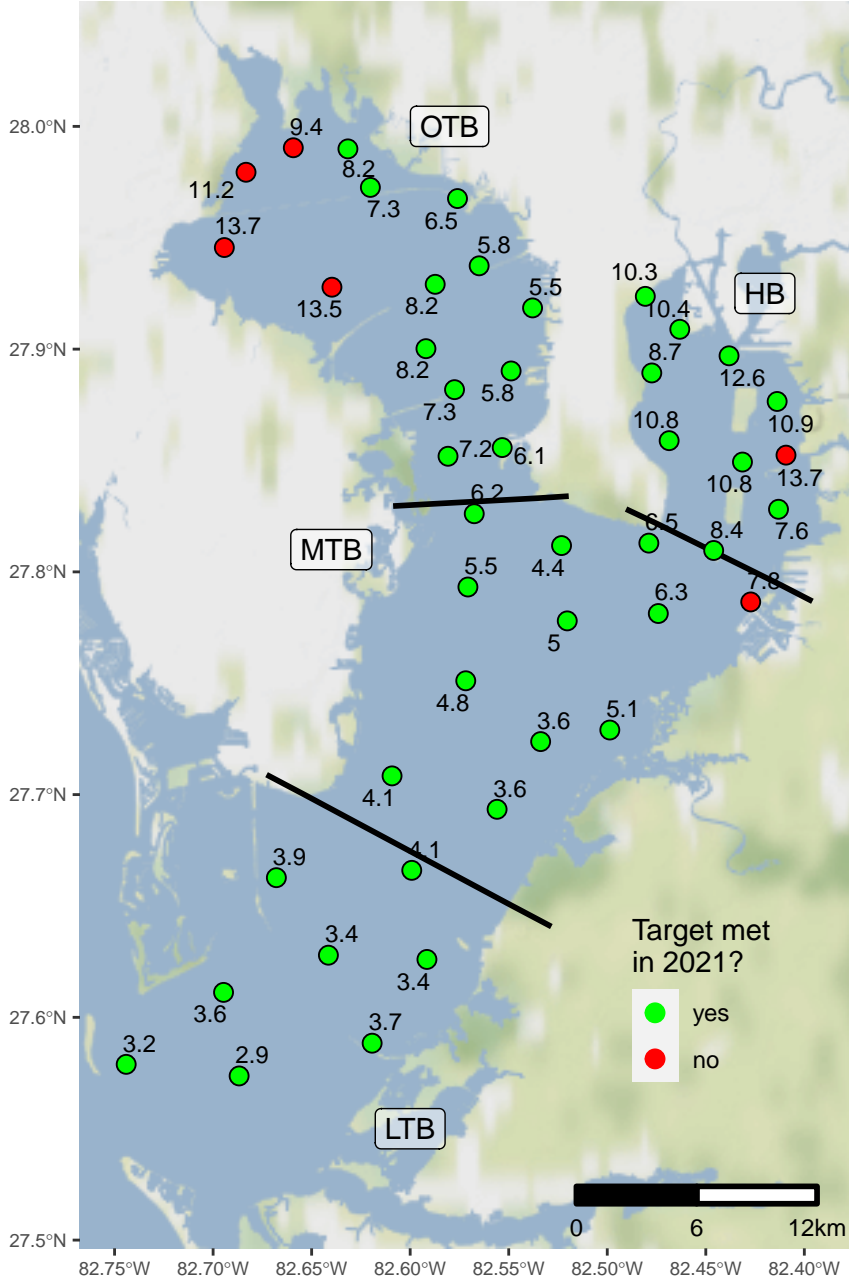 28.0°N
9.4
OTB
8.2
11.2
7.3
6.5
13.7
5.8
10.3
HB
13.5
8.2
5.5
10.4
27.9°N
8.2
8.7
12.6
7.3
5.8
10.9
10.8
7.2
6.1
13.7
10.8
6.2
7.6
6.5
8.4
MTB
4.4
27.8°N
5.5
7.8
6.3
5
4.8
3.6
5.1
27.7°N
4.1
3.6
4.1
3.9
Target met
in 2021?
3.4
3.4
yes
3.6
27.6°N
3.7
3.2
2.9
no
LTB
0
6
12km
27.5°N
82.75°W
82.70°W
82.65°W
82.60°W
82.55°W
82.50°W
82.45°W
82.40°W